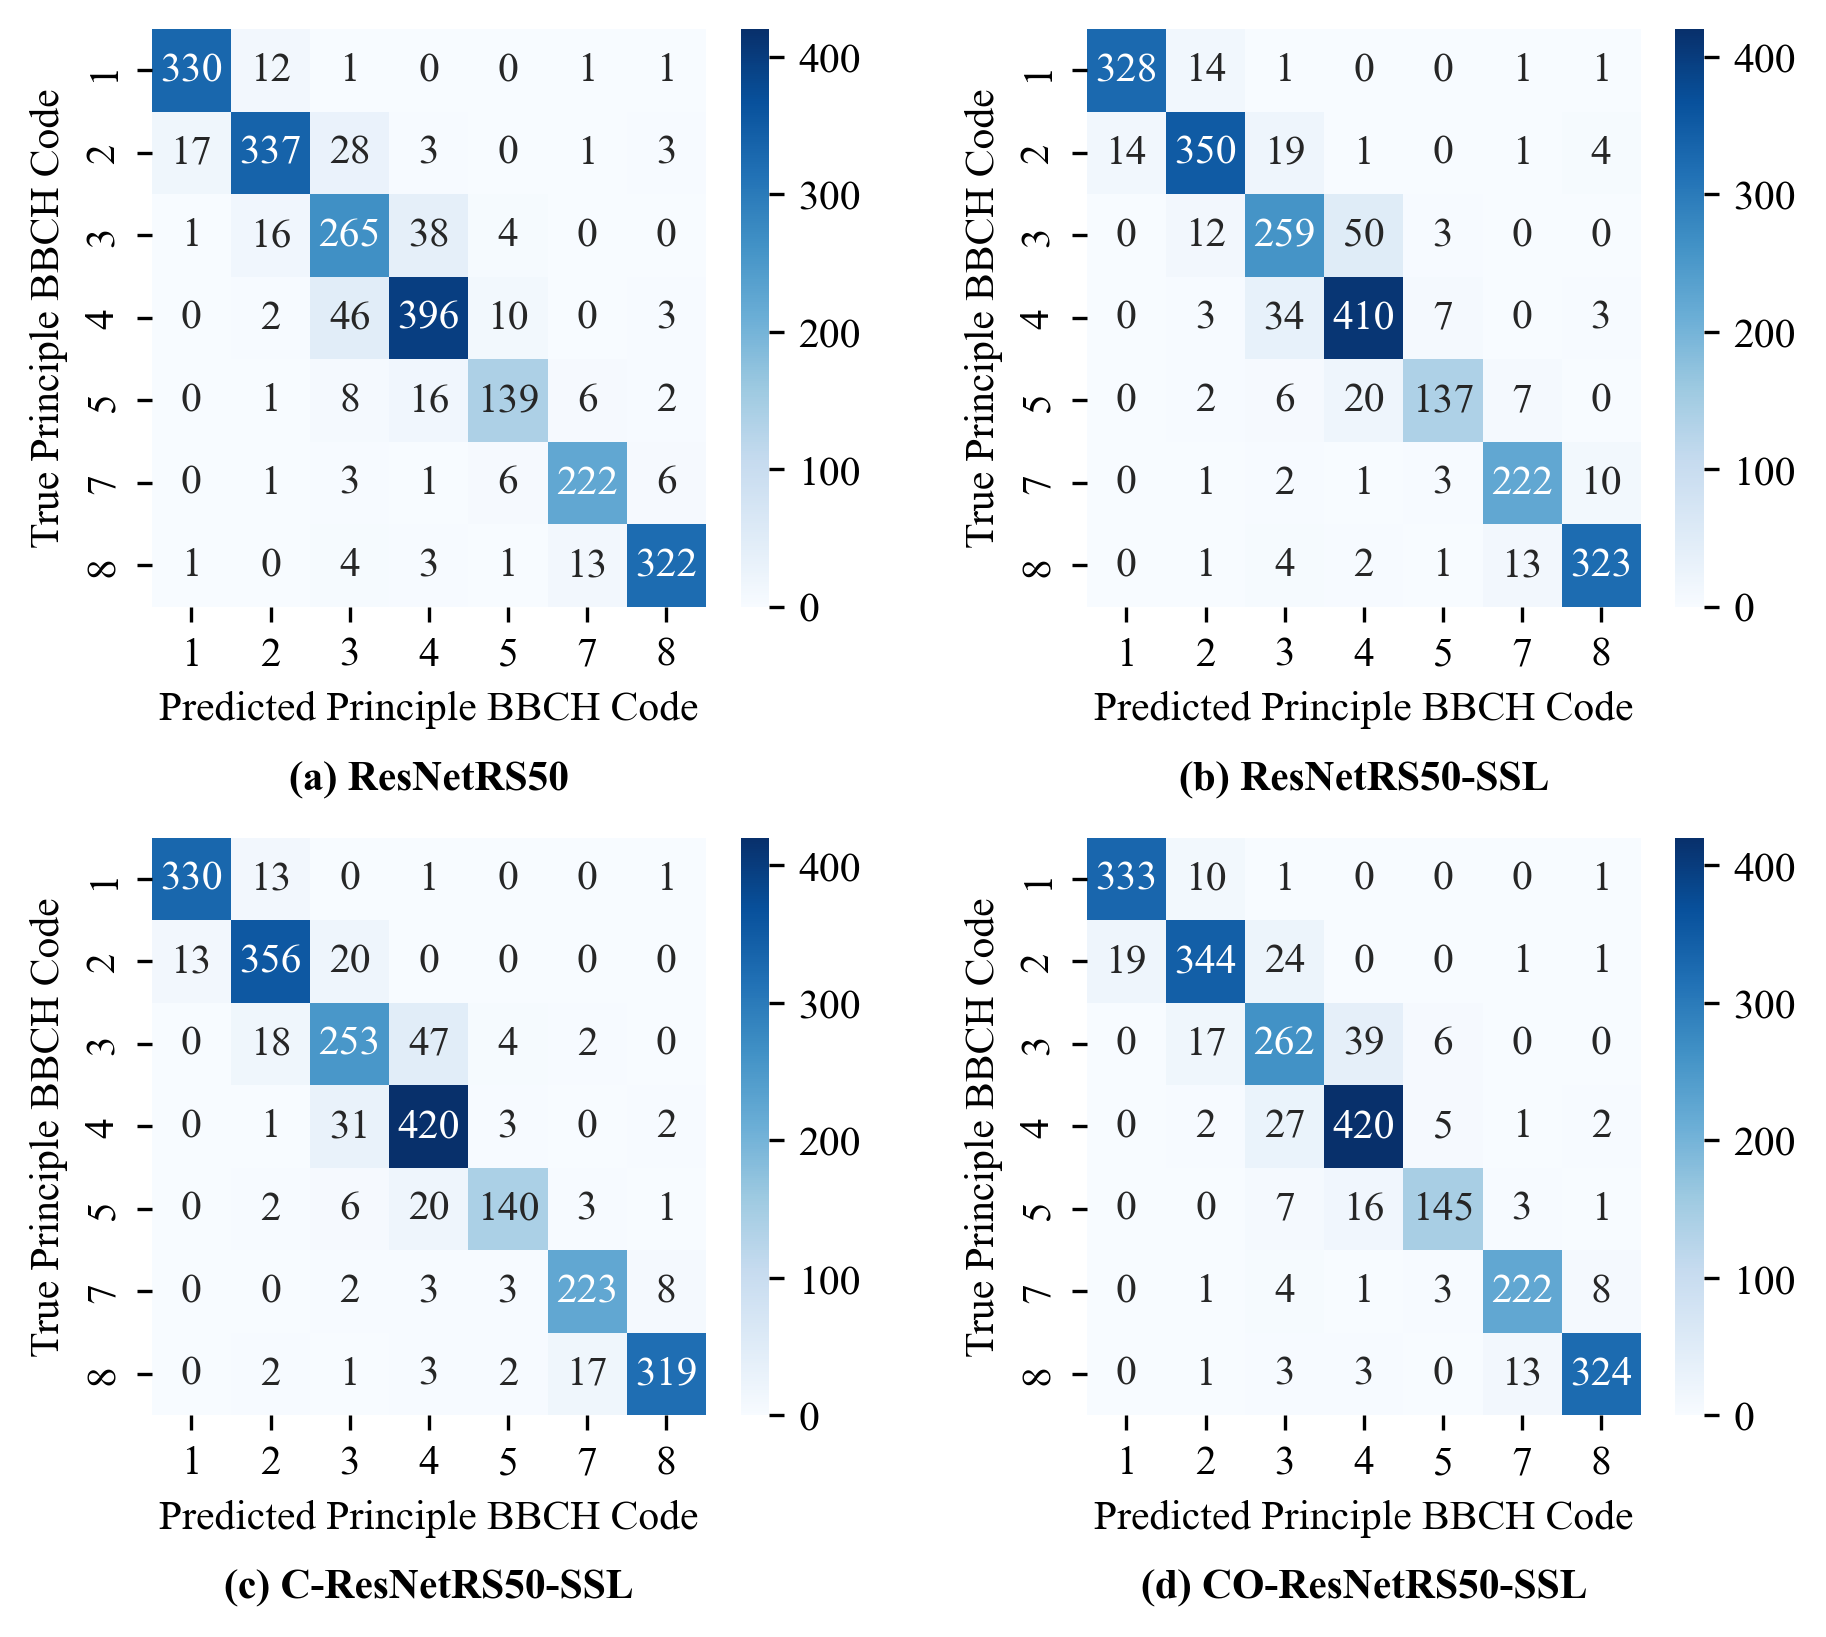 True Principle BBCH Code
1 330 12 1 0 0 1 1
2 17 337 28 3 0 1 3
3 1 16 265 38 4 0 0
4 0 2 46 396 10 0 3
5 0 1 8 16 139 6 2
7 0 1 3 1 6 222 6
8 1 0 4 3 1 13 322
1 2 3 4 5 7 8
Predicted Principle BBCH Code
400
300
200
100
0
(a) ResNetRS50
True Principle BBCH Code
1 328 14 1 0 0 1 1
2 14 350 19 1 0 1 4
3 0 12 259 50 3 0 0
4 0 3 34 410 7 0 3
5 0 2 6 20 137 7 0
7 0 1 2 1 3 222 10
8 0 1 4 2 1 13 323
1 2 3 4 5 7 8
Predicted Principle BBCH Code
400
300
200
100
0
(b) ResNetRS50-SSL
True Principle BBCH Code
1 330 13 0 1 0 0 1
2 13 356 20 0 0 0 0
3 0 18 253 47 4 2 0
4 0 1 31 420 3 0 2
5 0 2 6 20 140 3 1
7 0 0 2 3 3 223 8
8 0 2 1 3 2 17 319
1 2 3 4 5 7 8
Predicted Principle BBCH Code
400
300
200
100
0
(c) C-ResNetRS50-SSL
True Principle BBCH Code
1 333 10 1 0 0 0 1
2 19 344 24 0 0 1 1
3 0 17 262 39 6 0 0
4 0 2 27 420 5 1 2
5 0 0 7 16 145 3 1
7 0 1 4 1 3 222 8
8 0 1 3 3 0 13 324
1 2 3 4 5 7 8
Predicted Principle BBCH Code
400
300
200
100
0
(d) CO-ResNetRS50-SSL